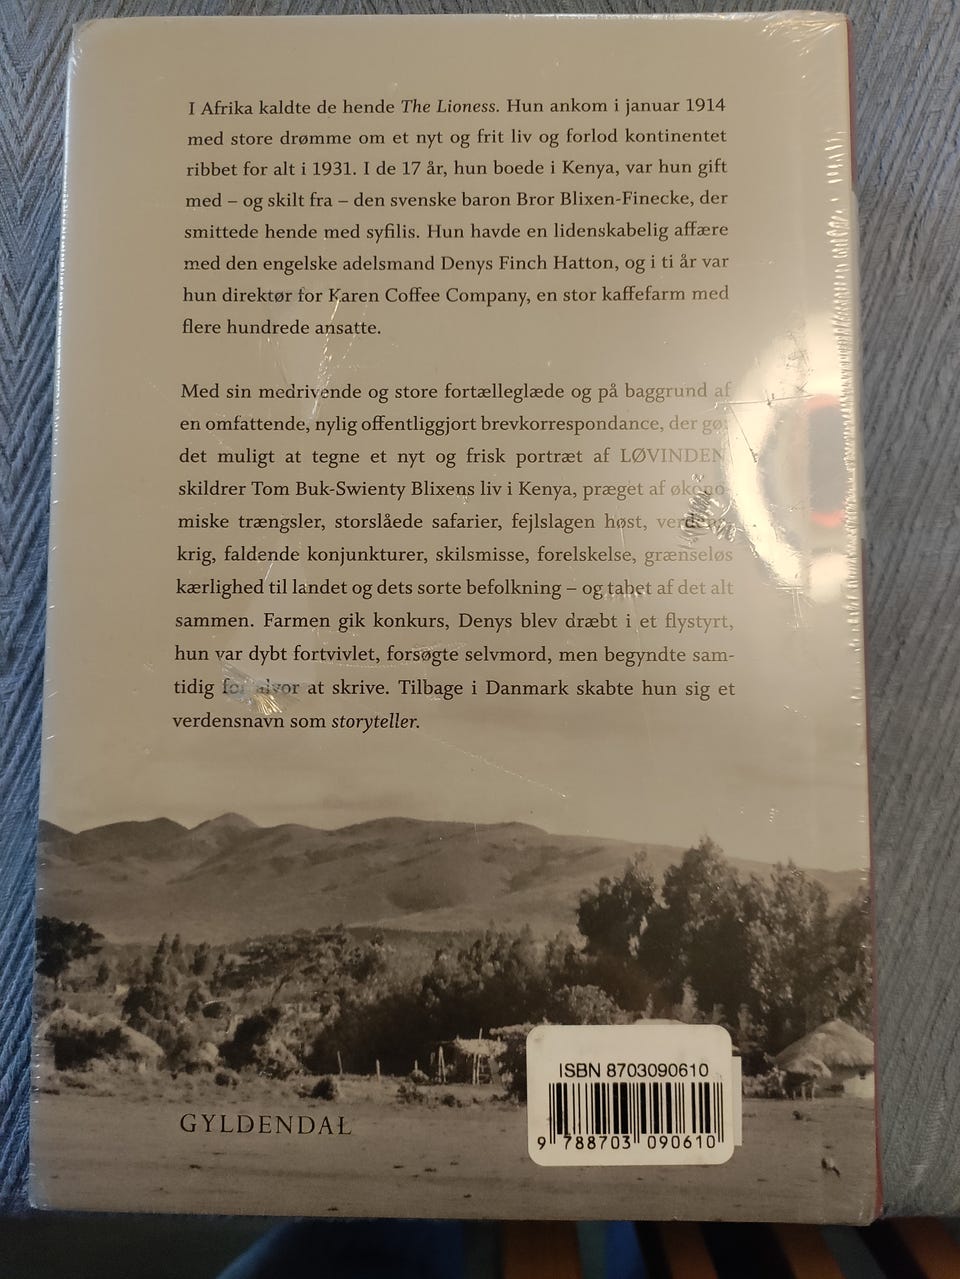 I Afrika kaldte de hende The Lioness. Hun ankom i januar 1914
med store drømme om et nyt og frit liv og forlod kontinentet
ribbet for alt i 1931. I de 17 år, hun boede i Kenya, var hun gift
med – og skilt fra – den svenske baron Bror Blixen-Finecke, der
smittede hende med syfilis. Hun havde en lidenskabelig affære
med den engelske adelsmand Denys Finch Hatton, og i ti år var
hun direktør for Karen Coffee Company, en stor kaffefarm med
flere hundrede ansatte.
Med sin medrivende og store fortælleglæde og på baggrund af
en omfattende, nylig offentliggjort brevkorrespondance, der gør
det muligt at tegne et nyt og frisk portræt af LØVINDEN
skildrer Tom Buk-Swienty Blixens liv i Kenya, præget af økono-
miske trængsler, storslåede safarier, fejlslagen høst, verdens-
krig, faldende konjunkturer, skilsmisse, forelskelse, grænseløs
kærlighed til landet og dets sorte befolkning – og tabet af det alt
sammen. Farmen gik konkurs, Denys blev dræbt i et flystyrt,
hun var dybt fortvivlet, forsøgte selvmord, men begyndte sam-
tidig for alvor at skrive. Tilbage i Danmark skabte hun sig et
verdensnavn som storyteller.
ISBN 8703090610
9 788703 090610
GYLDENDAL